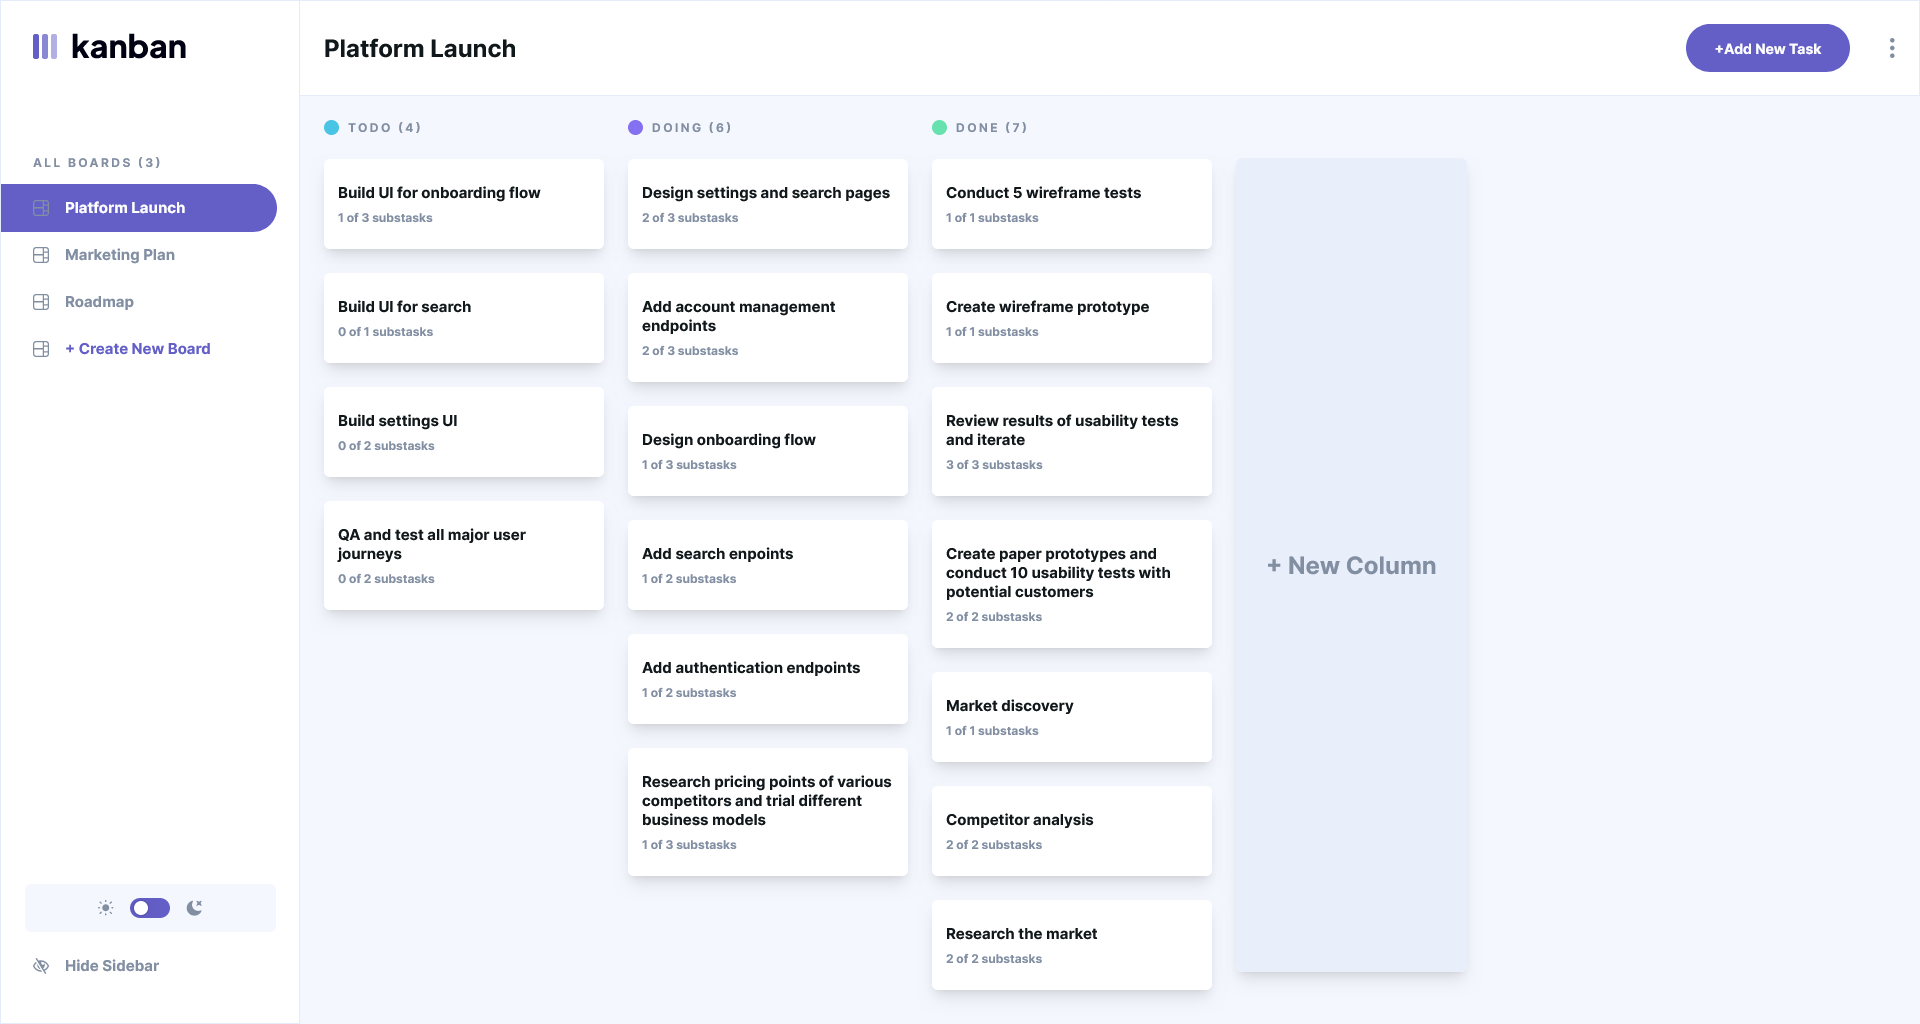 kanban
ALL BOARDS (3)
Platform Launch
Marketing Plan
Roadmap
+ Create New Board
Hide Sidebar
Platform Launch
+Add New Task
TODO (4)
Build UI for onboarding flow
1 of 3 substasks
Build UI for search
0 of 1 substasks
Build settings UI
0 of 2 substasks
QA and test all major user
journeys
0 of 2 substasks
DOING (6)
Design settings and search pages
2 of 3 substasks
Add account management
endpoints
2 of 3 substasks
Design onboarding flow
1 of 3 substasks
Add search enpoints
1 of 2 substasks
Add authentication endpoints
1 of 2 substasks
Research pricing points of various
competitors and trial different
business models
1 of 3 substasks
DONE (7)
Conduct 5 wireframe tests
1 of 1 substasks
Create wireframe prototype
1 of 1 substasks
Review results of usability tests
and iterate
3 of 3 substasks
Create paper prototypes and
conduct 10 usability tests with
potential customers
2 of 2 substasks
Market discovery
1 of 1 substasks
Competitor analysis
2 of 2 substasks
Research the market
2 of 2 substasks
+ New Column